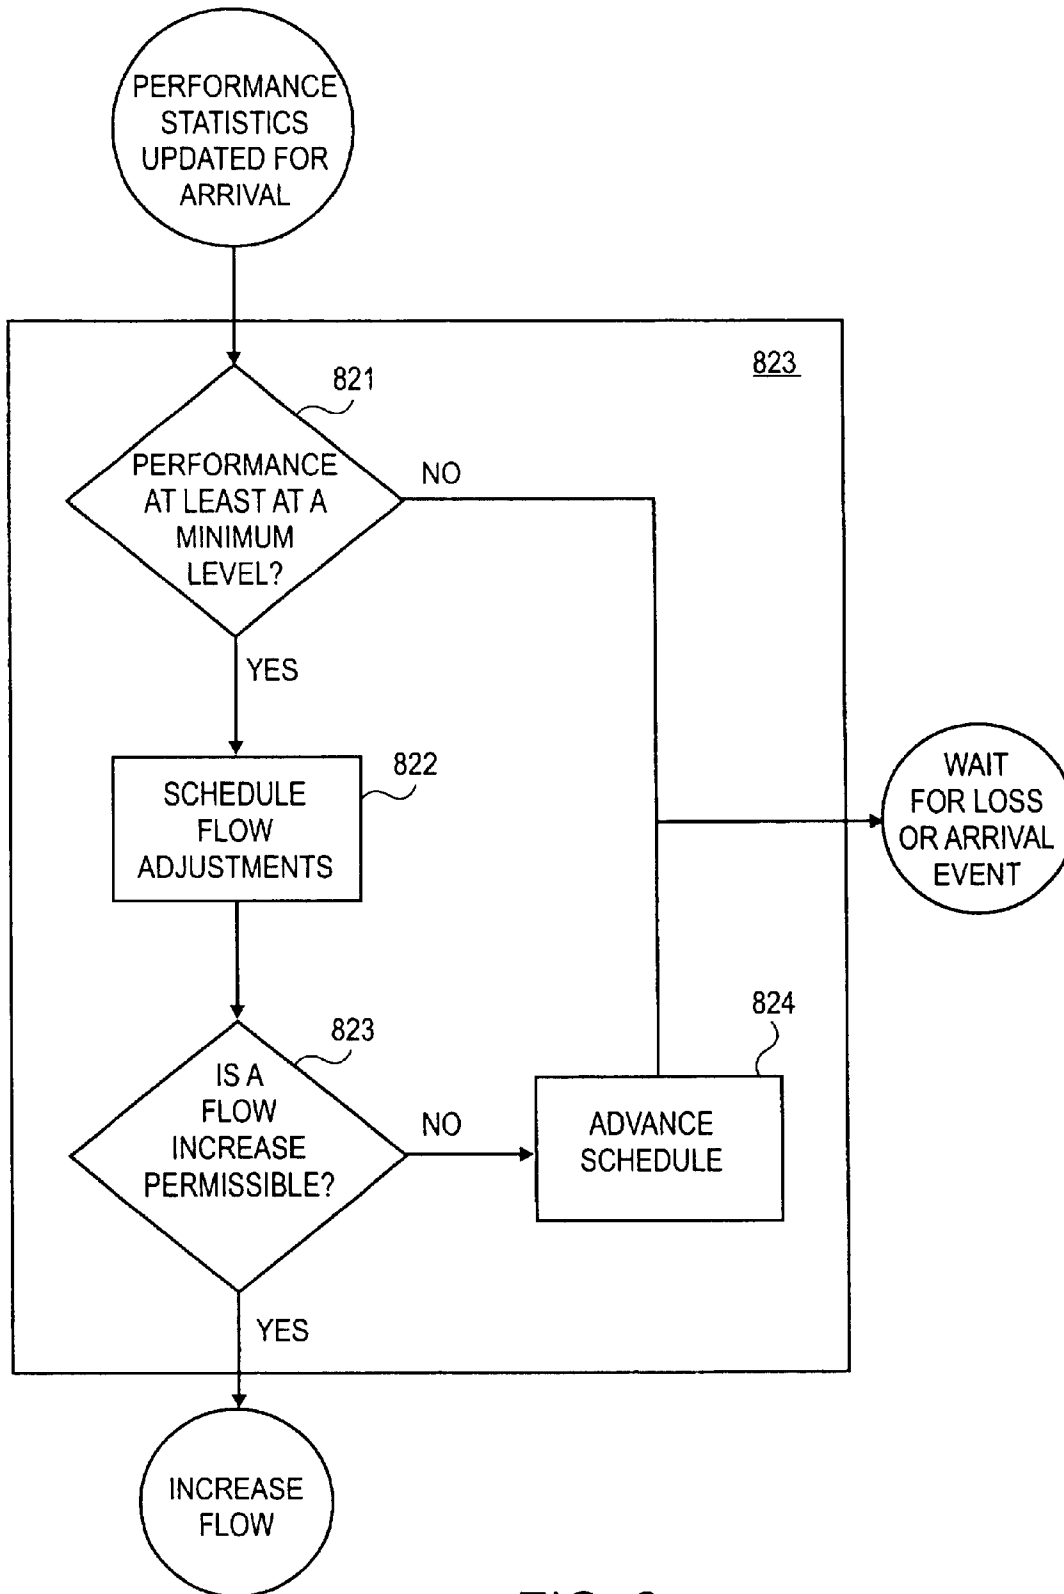 PERFORMANCE
STATISTICS
UPDATED FOR
ARRIVAL
823
821
PERFORMANCE
AT LEAST AT A
MINIMUM
LEVEL?
NO
YES
822
SCHEDULE
FLOW
ADJUSTMENTS
WAIT
FOR LOSS
OR ARRIVAL
EVENT
823
IS A
FLOW
INCREASE
PERMISSIBLE?
NO
824
ADVANCE
SCHEDULE
YES
INCREASE
FLOW